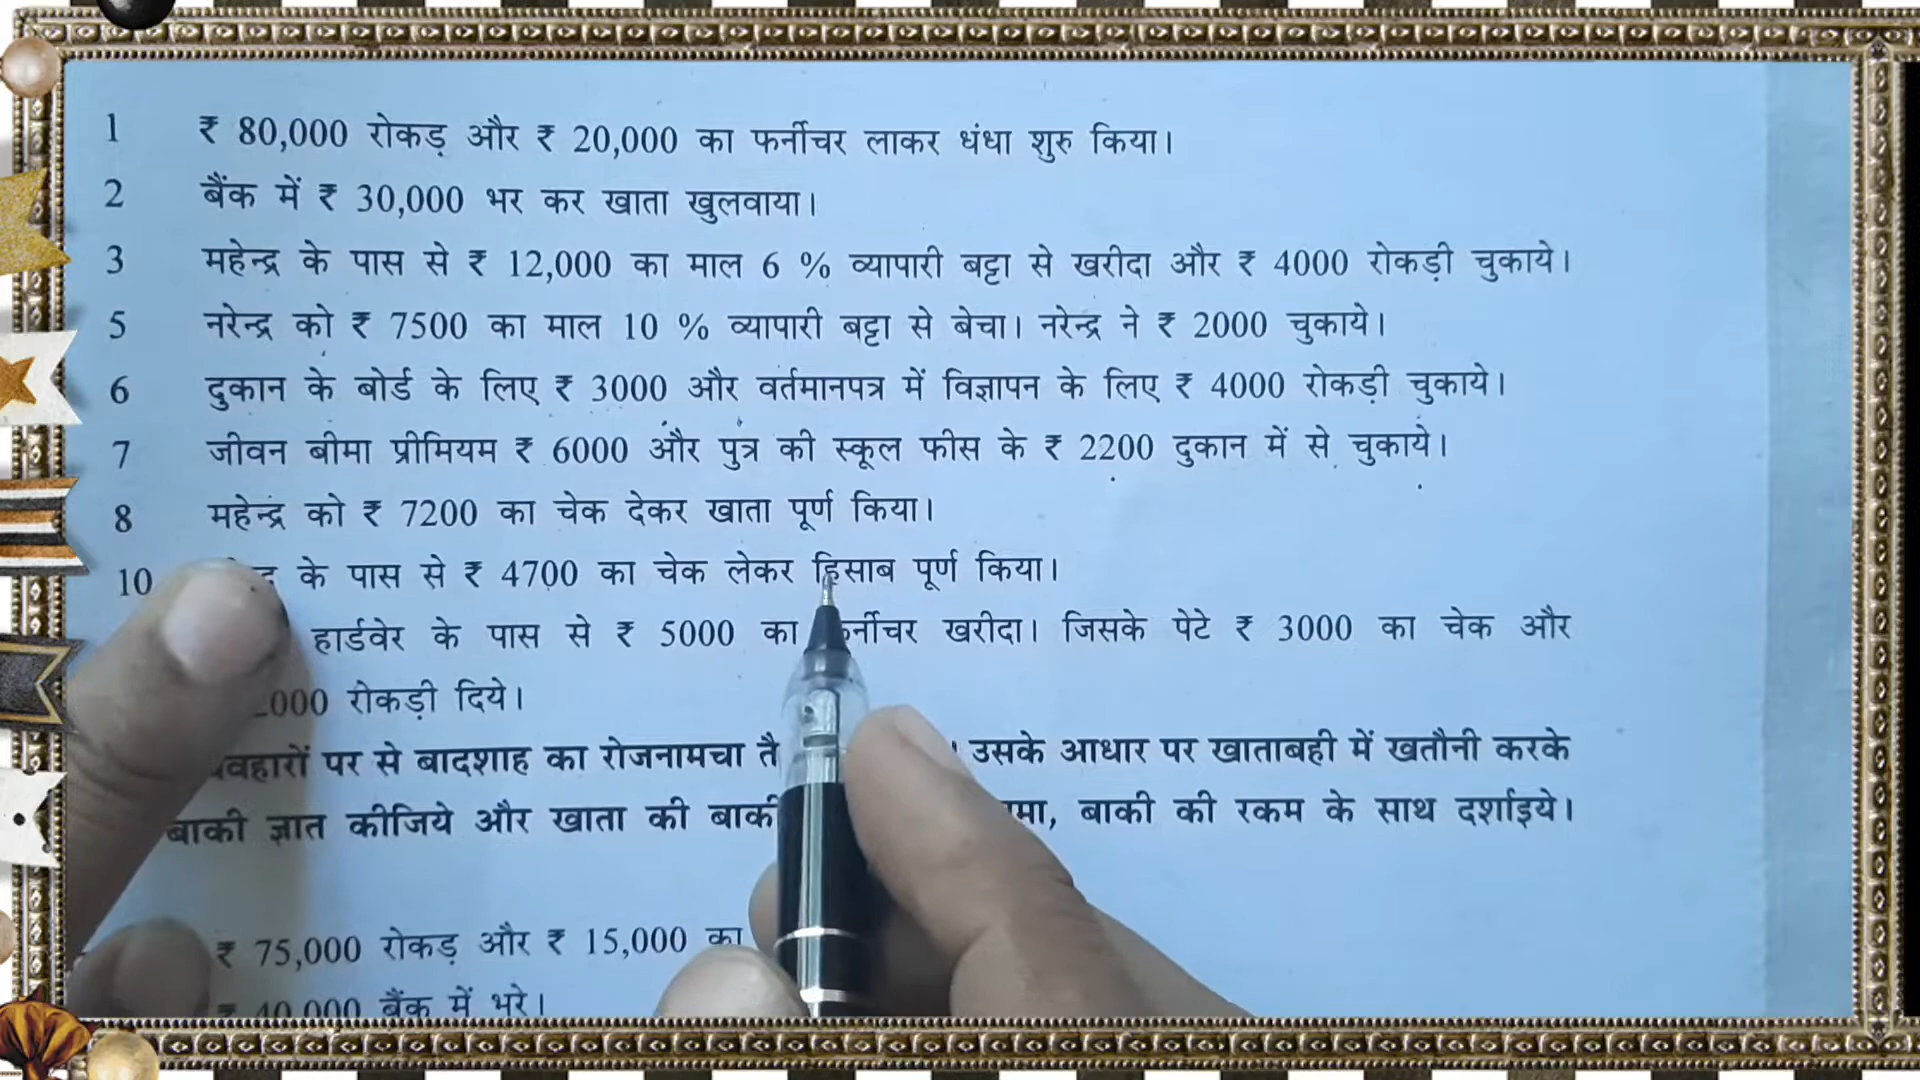 1 ₹ 80,000 रोकड़ और ₹ 20,000 का फर्नीचर लाकर धंधा शुरु किया।
2 बैंक में ₹ 30,000 भर कर खाता खुलवाया।
3 महेन्द्र के पास से ₹ 12,000 का माल 6 % व्यापारी बट्टा से खरीदा और ₹ 4000 रोकड़ी चुकाये।
5 नरेन्द्र को ₹ 7500 का माल 10 % व्यापारी बट्टा से बेचा। नरेन्द्र ने ₹ 2000 चुकाये।
6 दुकान के बोर्ड के लिए ₹ 3000 और वर्तमानपत्र में विज्ञापन के लिए ₹ 4000 रोकड़ी चुकाये।
7 जीवन बीमा प्रीमियम ₹ 6000 और पुत्र की स्कूल फीस के ₹ 2200 दुकान में से चुकाये।
8 महेन्द्र को ₹ 7200 का चेक देकर खाता पूर्ण किया।
10 के पास से ₹ 4700 का चेक लेकर हिसाब पूर्ण किया।
हार्डवेर के पास से ₹ 5000 का खरीदा। जिसके पेटे ₹ 3000 का चेक और
रोकड़ी दिये।
पर से बादशाह का रोजनामचा उसके आधार पर खाताबही में खतौनी करके
बाकी ज्ञात कीजिये और खाता की बाकी की रकम के साथ दर्शाइये।
₹ 75,000 रोकड़ और ₹ 15,000 का
₹ 40,000 बैंक में भरे।